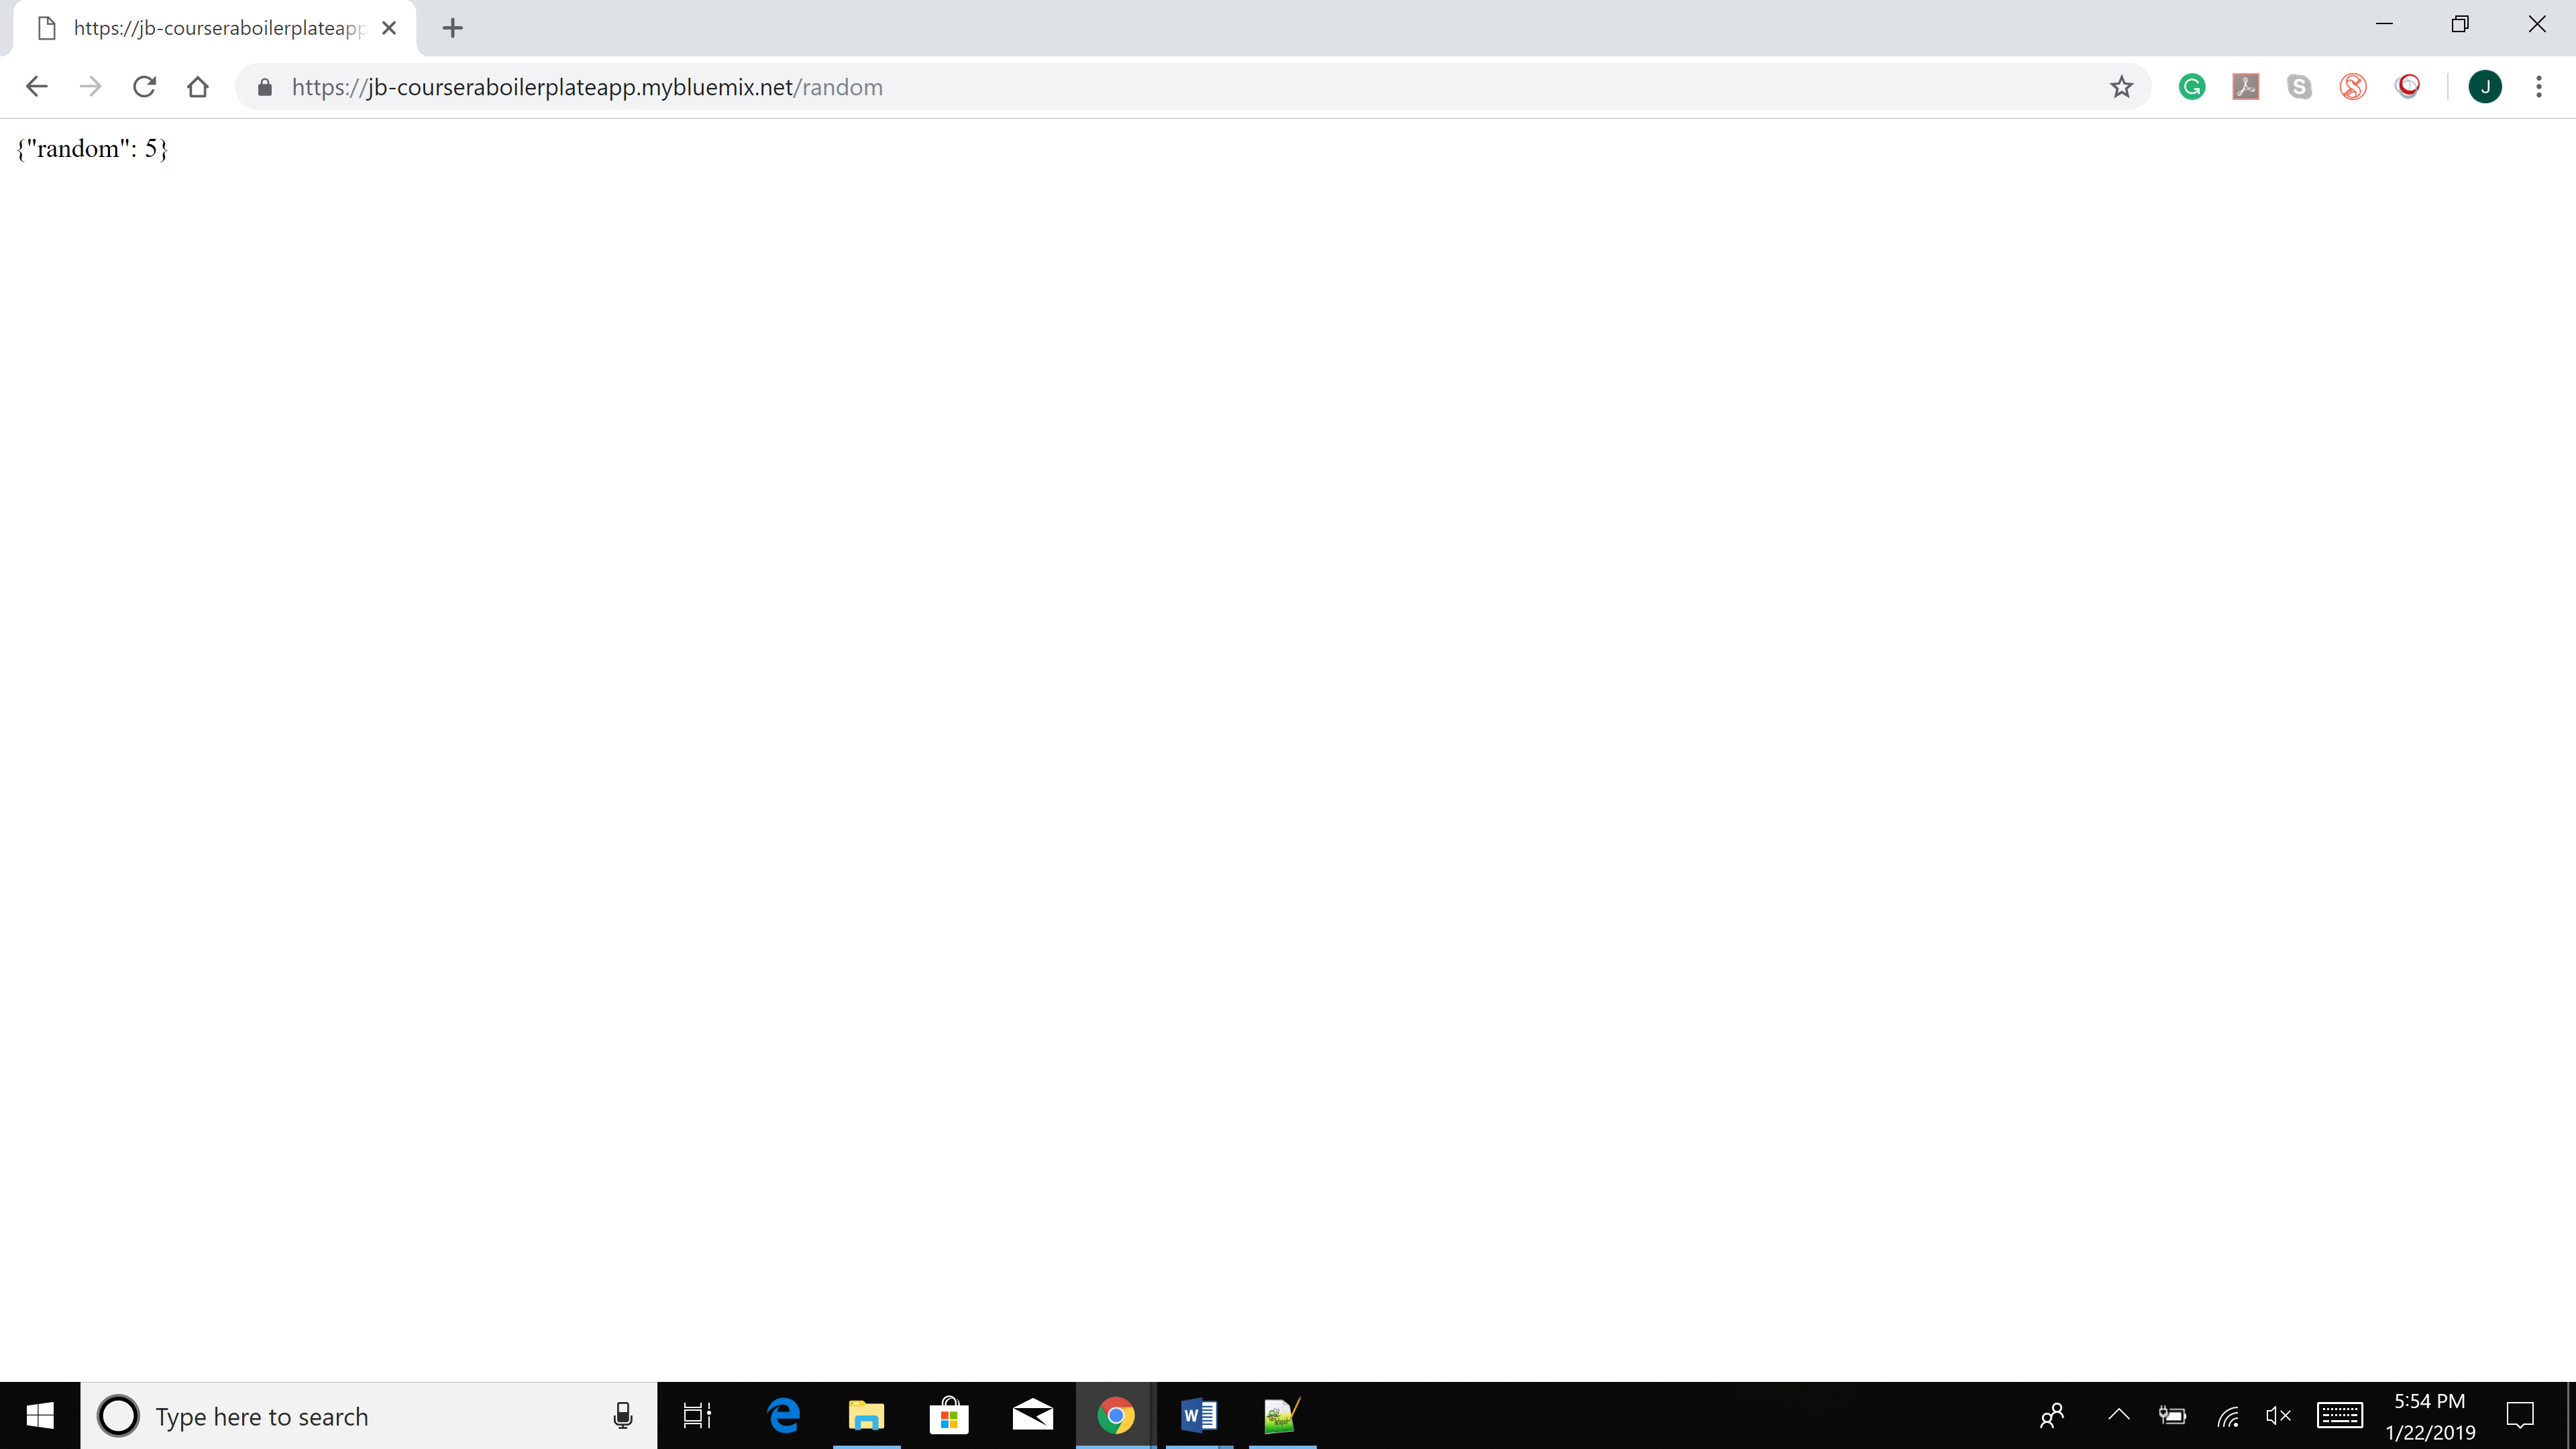 https://jb-courseraboilerplateapp
https://jb-courseraboilerplateapp.mybluemix.net/random
J
{"random": 5}
Type here to search
5:54 PM
1/22/2019